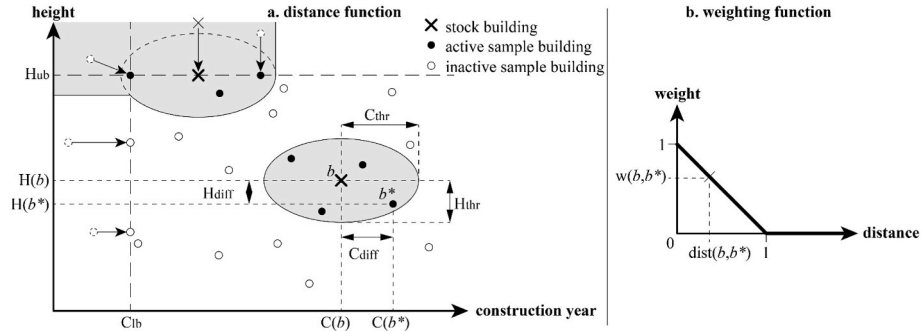 height
a. distance function
stock building
active sample building
inactive sample building
Hub
Cthr
H(b)
b
Hdiff
b*
Hthr
H(b*)
Cdiff
Clb
C(b)
C(b*)
construction year
b. weighting function
weight
1
w(b,b*)
0
dist(b,b*)
1
distance